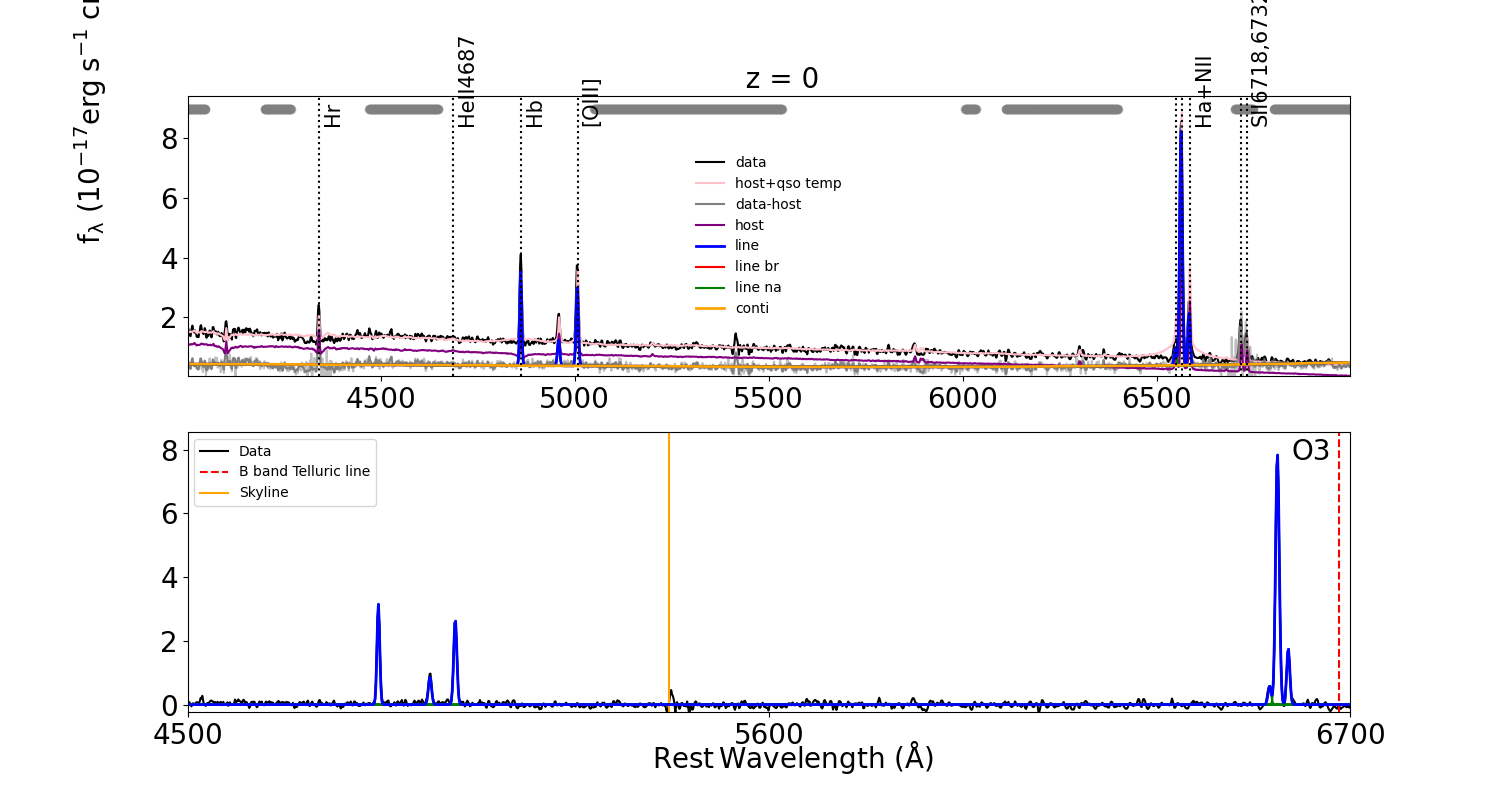 z = 0
f_λ (10^−17 erg s^−1 c
Hr
HeII4687
Hb
[OIII]
Ha+NII
SII6718,6732
8
6
4
2
data
host+qso temp
data-host
host
line
line br
line na
conti
4500
5000
5500
6000
6500
Data
B band Telluric line
Skyline
O3
8
6
4
2
0
4500
5600
6700
Rest Wavelength (Å)